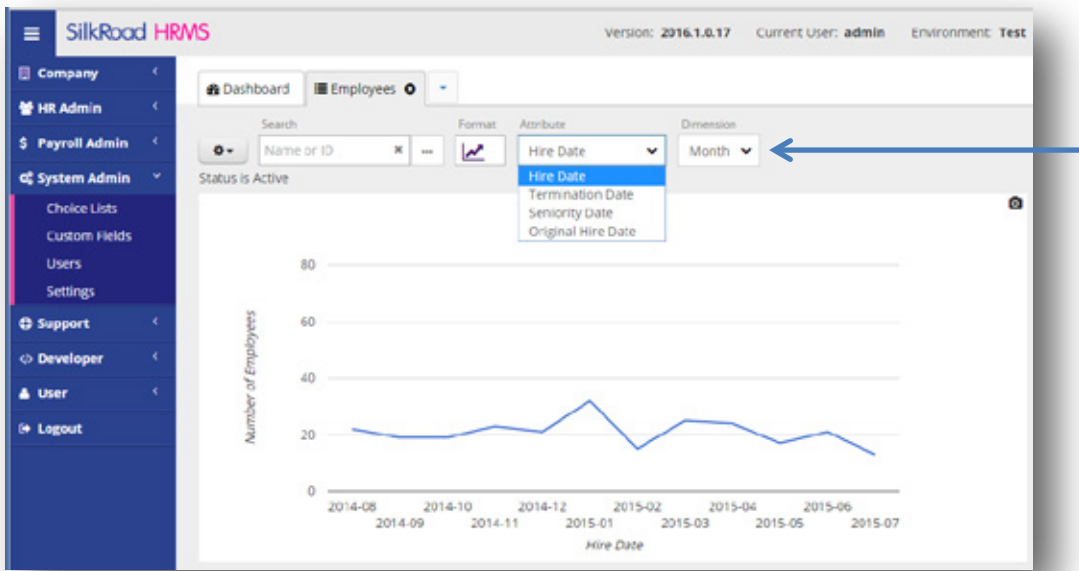 SilkRoad HRMS
Version: 2016.1.0.17 Current User: admin Environment: Test
Company
HR Admin
$ Payroll Admin
System Admin
Choice Lists
Custom Fields
Users
Settings
Support
</> Developer
User
Logout
Dashboard Employees
Search Format Attribute Dimension
Name or ID Hire Date Month
Status is Active
Hire Date
Termination Date
Seniority Date
Original Hire Date
Number of Employees
80
60
40
20
0
2014-08 2014-10 2014-12 2015-02 2015-04 2015-06
2014-09 2014-11 2015-01 2015-03 2015-05 2015-07
Hire Date